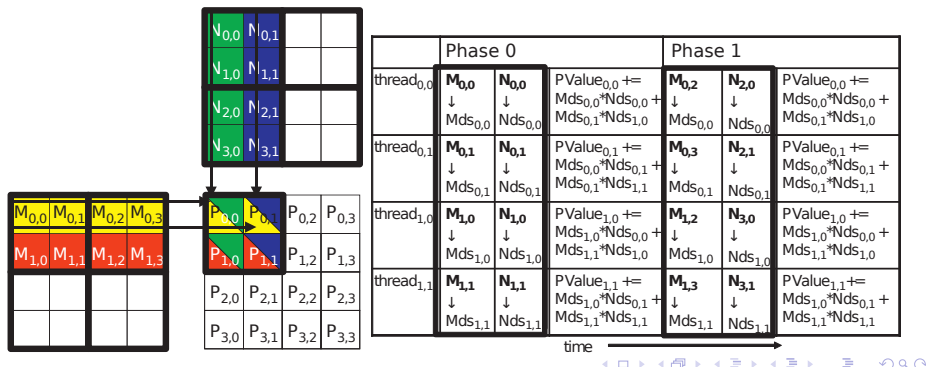 N0,0 N0,1
N1,0 N1,1
N2,0 N2,1
N3,0 N3,1
M0,0 M0,1 M0,2 M0,3
M1,0 M1,1 M1,2 M1,3
P0,0 P0,1 P0,2 P0,3
P1,0 P1,1 P1,2 P1,3
P2,0 P2,1 P2,2 P2,3
P3,0 P3,1 P3,2 P3,3
Phase 0 Phase 1
thread0,0 M0,0 N0,0 PValue0,0 += M0,2 N2,0 PValue0,0 +=
↓ ↓ Mds0,0*Nds0,0 + ↓ ↓ Mds0,0*Nds0,0 +
Mds0,0 Nds0,0 Mds0,1*Nds1,0 Mds0,0 Nds0,0 Mds0,1*Nds1,0
thread0,1 M0,1 N0,1 PValue0,1 += M0,3 N2,1 PValue0,1 +=
↓ ↓ Mds0,0*Nds0,1 + ↓ ↓ Mds0,0*Nds0,1 +
Mds0,1 Nds0,1 Mds0,1*Nds1,1 Mds0,1 Nds0,1 Mds0,1*Nds1,1
thread1,0 M1,0 N1,0 PValue1,0 += M1,2 N3,0 PValue1,0 +=
↓ ↓ Mds1,0*Nds0,0 + ↓ ↓ Mds1,0*Nds0,0 +
Mds1,0 Nds1,0 Mds1,1*Nds1,0 Mds1,0 Nds1,0 Mds1,1*Nds1,0
thread1,1 M1,1 N1,1 PValue1,1 += M1,3 N3,1 PValue1,1+=
↓ ↓ Mds1,0*Nds0,1 + ↓ ↓ Mds1,0*Nds0,1 +
Mds1,1 Nds1,1 Mds1,1*Nds1,1 Mds1,1 Nds1,1 Mds1,1*Nds1,1
time